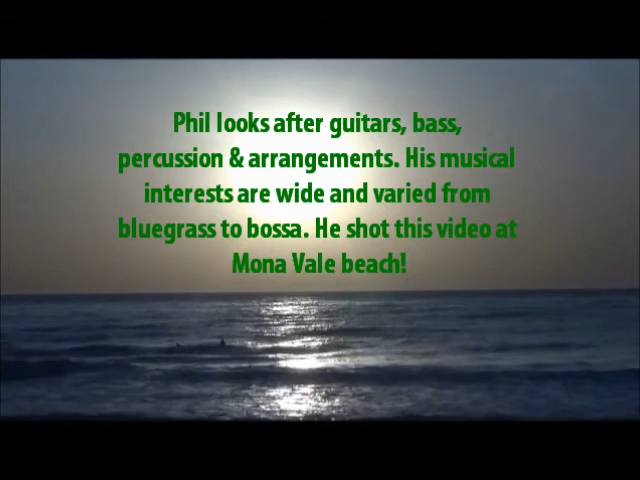 Phil looks after guitars, bass,
percussion & arrangements. His musical
interests are wide and varied from
bluegrass to bossa. He shot this video at
Mona Vale beach!